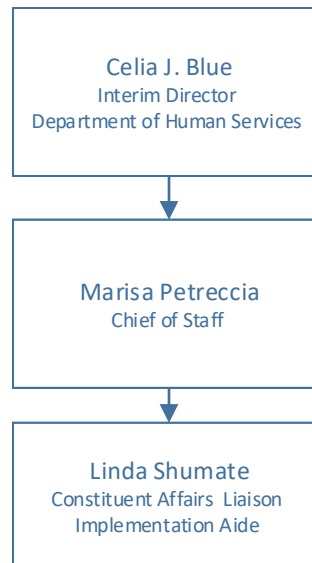 Celia J. Blue
Interim Director
Department of Human Services
Marisa Petreccia
Chief of Staff
Linda Shumate
Constituent Affairs Liaison
Implementation Aide